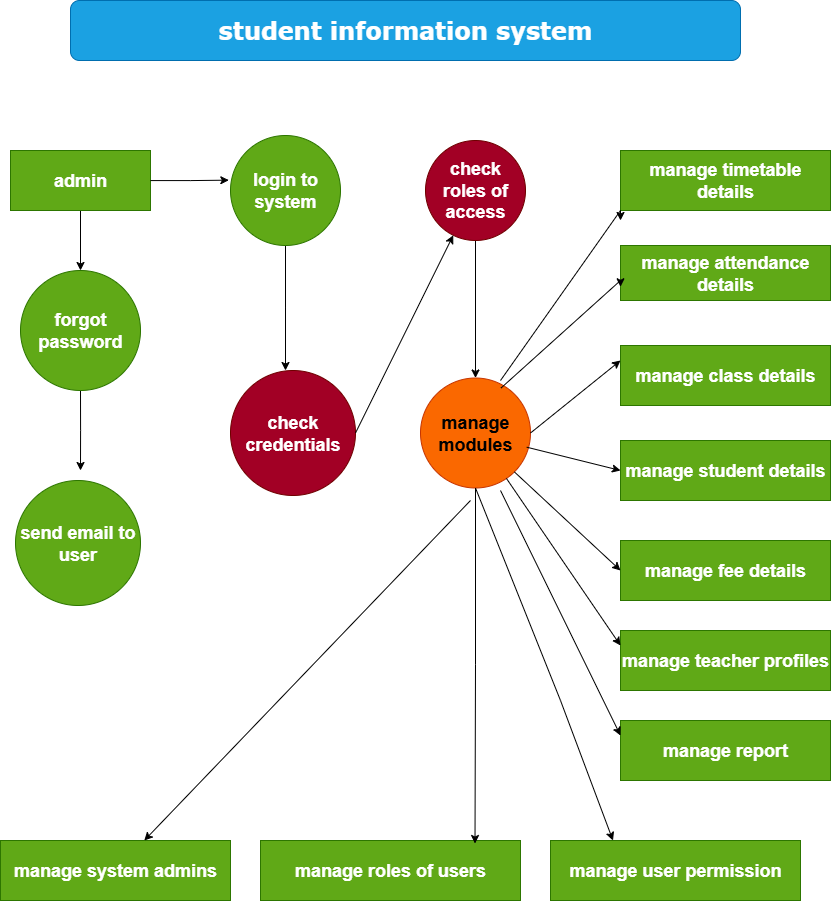 student information system
admin
login to
system
check
roles of
access
manage timetable
details
manage attendance
details
forgot
password
manage class details
check
credentials
manage
modules
manage student details
send email to
user
manage fee details
manage teacher profiles
manage report
manage system admins
manage roles of users
manage user permission